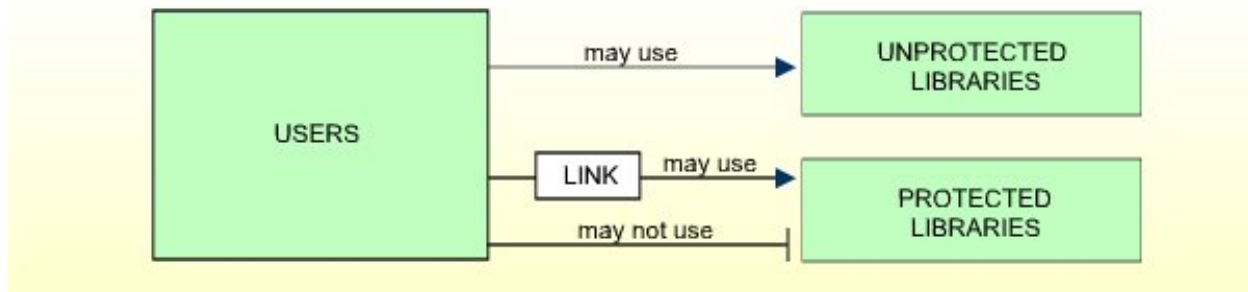 USERS
may use
UNPROTECTED
LIBRARIES
LINK
may use
may not use
PROTECTED
LIBRARIES